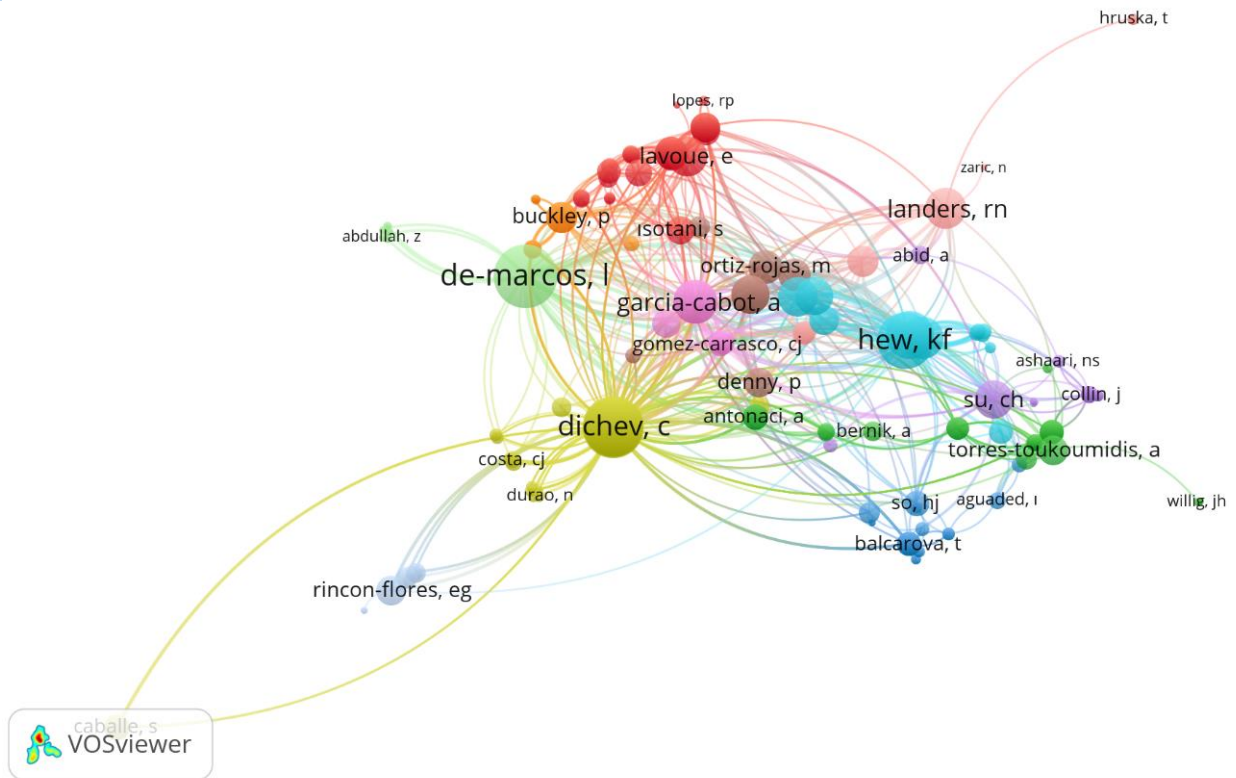 hruska, t
lopes, rp
lavoue, e
zaric, n
landers, rn
buckley, p
ısotani, s
abdullah, z
abid, a
de-marcos, l
ortiz-rojas, m
garcia-cabot, a
hew, kf
gomez-carrasco, cj
ashaari, ns
denny, p
su, ch
collin, j
antonaci, a
dichev, c
bernik, a
torres-toukoumidis, a
costa, cj
durao, n
so, hj
aguaded, ı
willig, jh
balcarova, t
rincon-flores, eg
caballe, s
VOSviewer